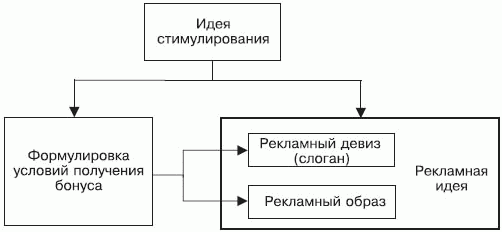 Идея
стимулирования
Формулировка
условий получения
бонуса
Рекламный девиз
(слоган)
Рекламный образ
Рекламная
идея